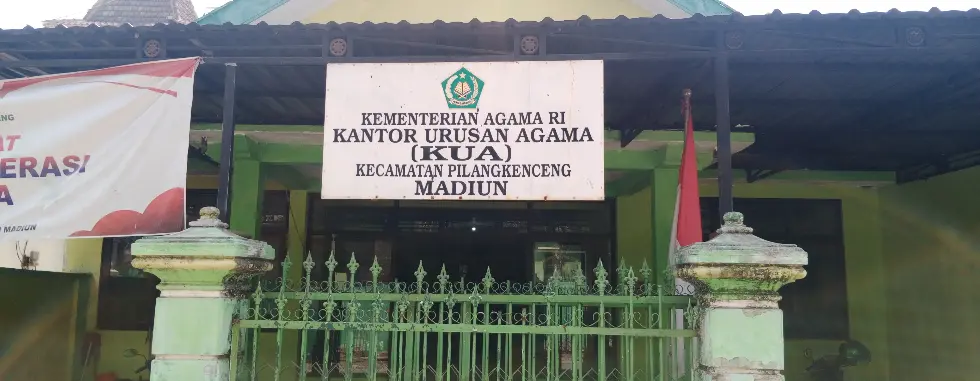 KEMENTERIAN AGAMA RI
KANTOR URUSAN AGAMA
(KUA)
KECAMATAN PILANGKENCENG
MADIUN
ERASI
A
MADIUN